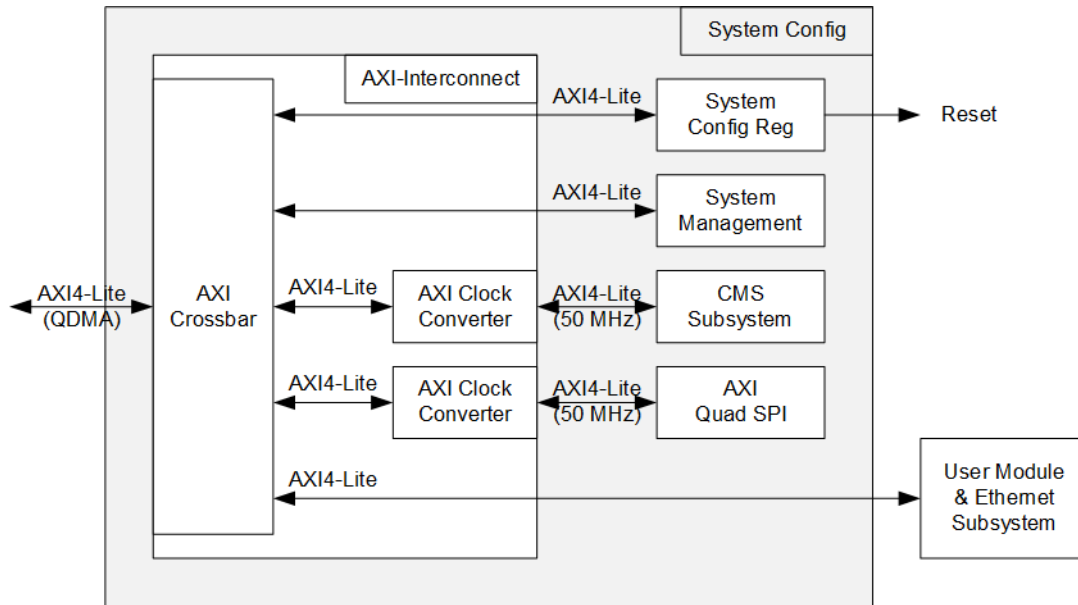 System Config
AXI-Interconnect
AXI4-Lite
System
Config Reg
Reset
AXI4-Lite
System
Management
AXI4-Lite
(QDMA)
AXI
Crossbar
AXI4-Lite
AXI Clock
Converter
AXI4-Lite
(50 MHz)
CMS
Subsystem
AXI4-Lite
AXI Clock
Converter
AXI4-Lite
(50 MHz)
AXI
Quad SPI
AXI4-Lite
User Module
& Ethernet
Subsystem